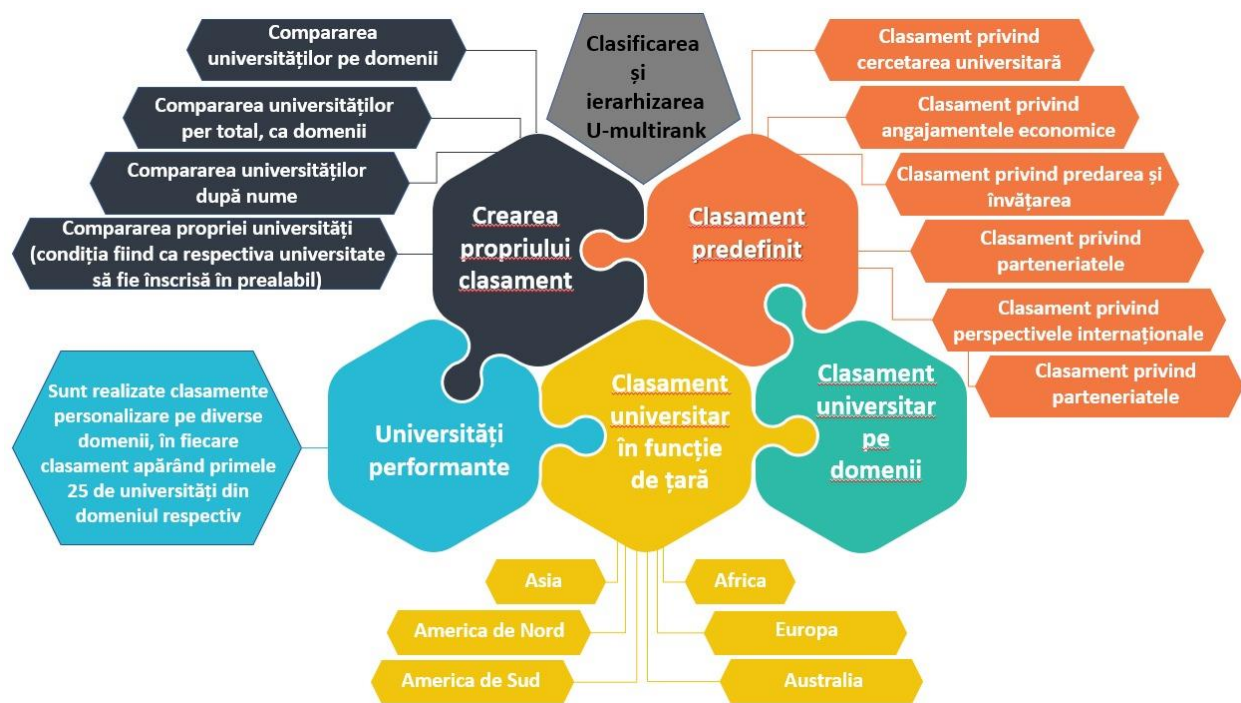 Clasificarea
și
ierarhizarea
U-multirank
Compararea
universităților pe domenii
Compararea universităților
per total, ca domenii
Compararea universităților
după nume
Compararea propriei universități
(condiția fiind ca respectiva universitate
să fie înscrisă în prealabil)
Crearea
propriului
clasament
Clasament
predefinit
Clasament privind
cercetarea universitară
Clasament privind
angajamentele economice
Clasament privind predarea și
învățarea
Clasament privind
parteneriatele
Clasament privind
perspectivele internaționale
Clasament privind
parteneriatele
Sunt realizate clasamente
personalizare pe diverse
domenii, în fiecare
clasament apărând primele
25 de universități din
domeniul respectiv
Universități
performante
Clasament
universitar
în funcție
de țară
Clasament
universitar
pe
domenii
Asia
Africa
America de Nord
Europa
America de Sud
Australia